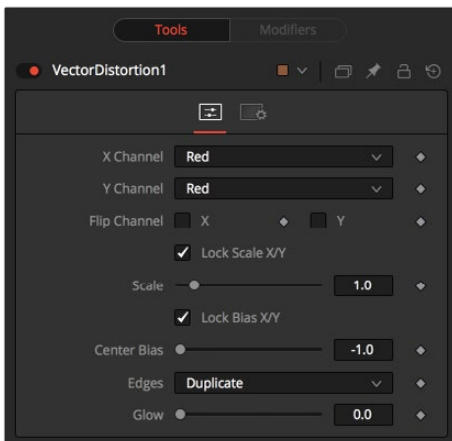 Tools Modifiers
VectorDistortion1
X Channel Red
Y Channel Red
Flip Channel X Y
Lock Scale X/Y
Scale 1.0
Lock Bias X/Y
Center Bias -1.0
Edges Duplicate
Glow 0.0